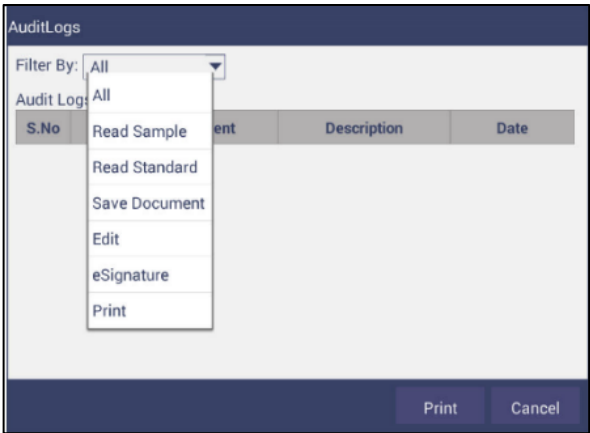 AuditLogs
Filter By: All
Audit Logs
All
S.No ent Description Date
Read Sample
Read Standard
Save Document
Edit
eSignature
Print
Print Cancel